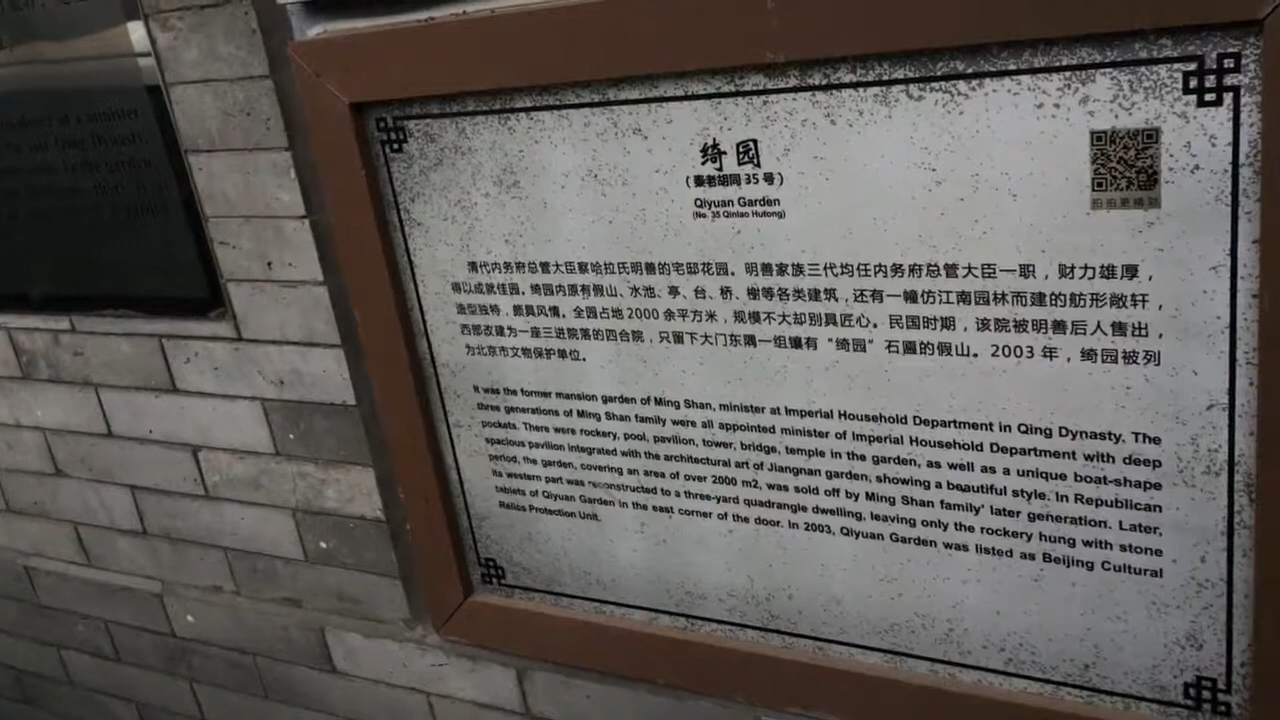 minister
绮园
(秦老胡同35号)
Qiyuan Garden
(No. 35 Qinlao Hutong)
拍拍更精彩
清代内务府总管大臣察哈拉氏明善的宅邸花园。明善家族三代均任内务府总管大臣一职，财力雄厚，
得以成就佳园。绮园内原有假山、水池、亭、台、桥、榭等各类建筑，还有一幢仿江南园林而建的舫形敞轩，
造型独特，颇具风情。全园占地2000余平方米，规模不大却别具匠心。民国时期，该院被明善后人售出，
西部改建为一座三进院落的四合院，只留下大门东隅一组镶有“绮园”石匾的假山。2003年，绮园被列
为北京市文物保护单位。
It was the former mansion garden of Ming Shan, minister at Imperial Household Department in Qing Dynasty. The
three generations of Ming Shan family were all appointed minister of Imperial Household Department with deep
pockets. There were rockery, pool, pavilion, tower, bridge, temple in the garden, as well as a unique boat-shape
spacious pavilion integrated with the architectural art of Jiangnan garden, showing a beautiful style. In Republican
period, the garden, covering an area of over 2000 m2, was sold off by Ming Shan family' later generation. Later,
its western part was reconstructed to a three-yard quadrangle dwelling, leaving only the rockery hung with stone
tablets of Qiyuan Garden in the east corner of the door. In 2003, Qiyuan Garden was listed as Beijing Cultural
Relics Protection Unit.